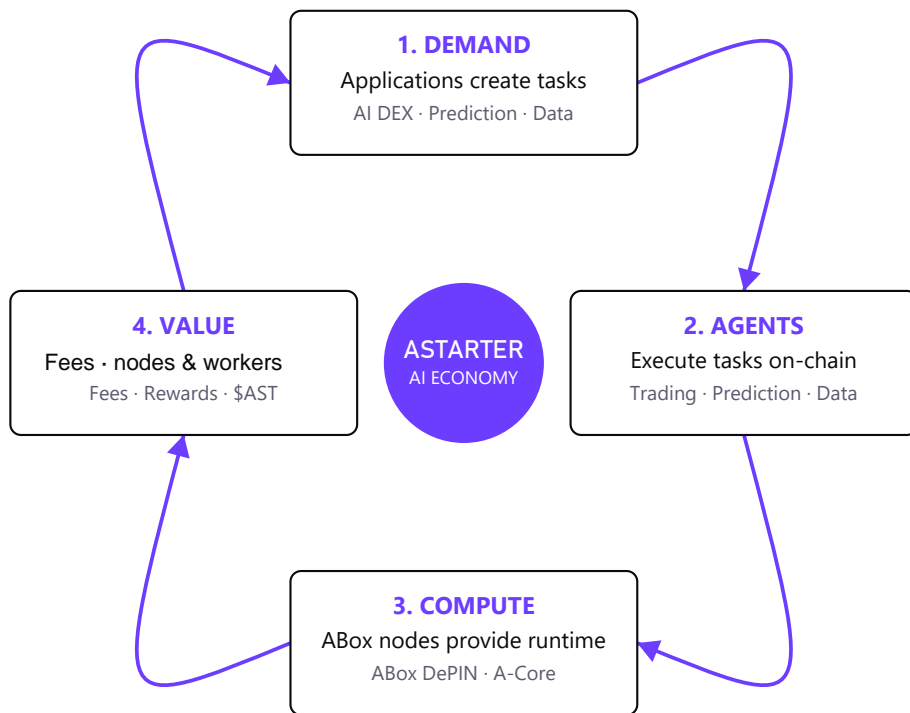 1. DEMAND
Applications create tasks
AI DEX · Prediction · Data
4. VALUE
Fees · nodes & workers
Fees · Rewards · $AST
ASTARTER
AI ECONOMY
2. AGENTS
Execute tasks on-chain
Trading · Prediction · Data
3. COMPUTE
ABox nodes provide runtime
ABox DePIN · A-Core